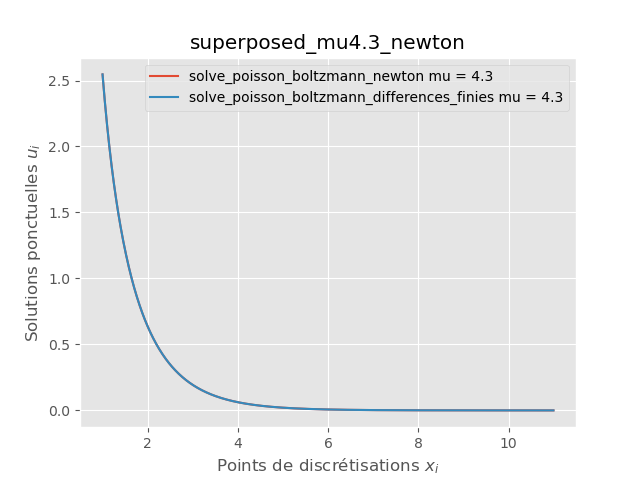 superposed_mu4.3_newton
solve_poisson_boltzmann_newton mu = 4.3
solve_poisson_boltzmann_differences_finies mu = 4.3
Solutions ponctuelles u_i
2.5
2.0
1.5
1.0
0.5
0.0
2 4 6 8 10
Points de discrétisations x_i